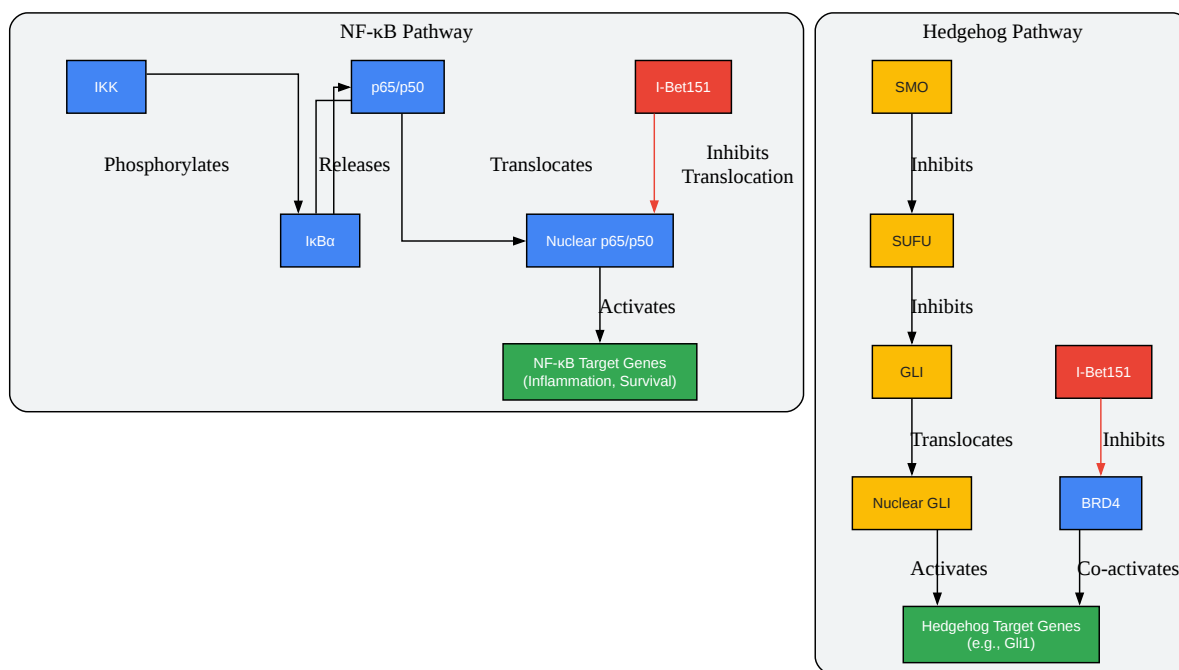 NF-κB Pathway
IKK
p65/p50
I-Bet151
Phosphorylates
Releases
Translocates
Inhibits
Translocation
IκBα
Nuclear p65/p50
Activates
NF-κB Target Genes
(Inflammation, Survival)
Hedgehog Pathway
SMO
Inhibits
SUFU
Inhibits
GLI
I-Bet151
Translocates
Inhibits
Nuclear GLI
BRD4
Activates
Co-activates
Hedgehog Target Genes
(e.g., Gli1)